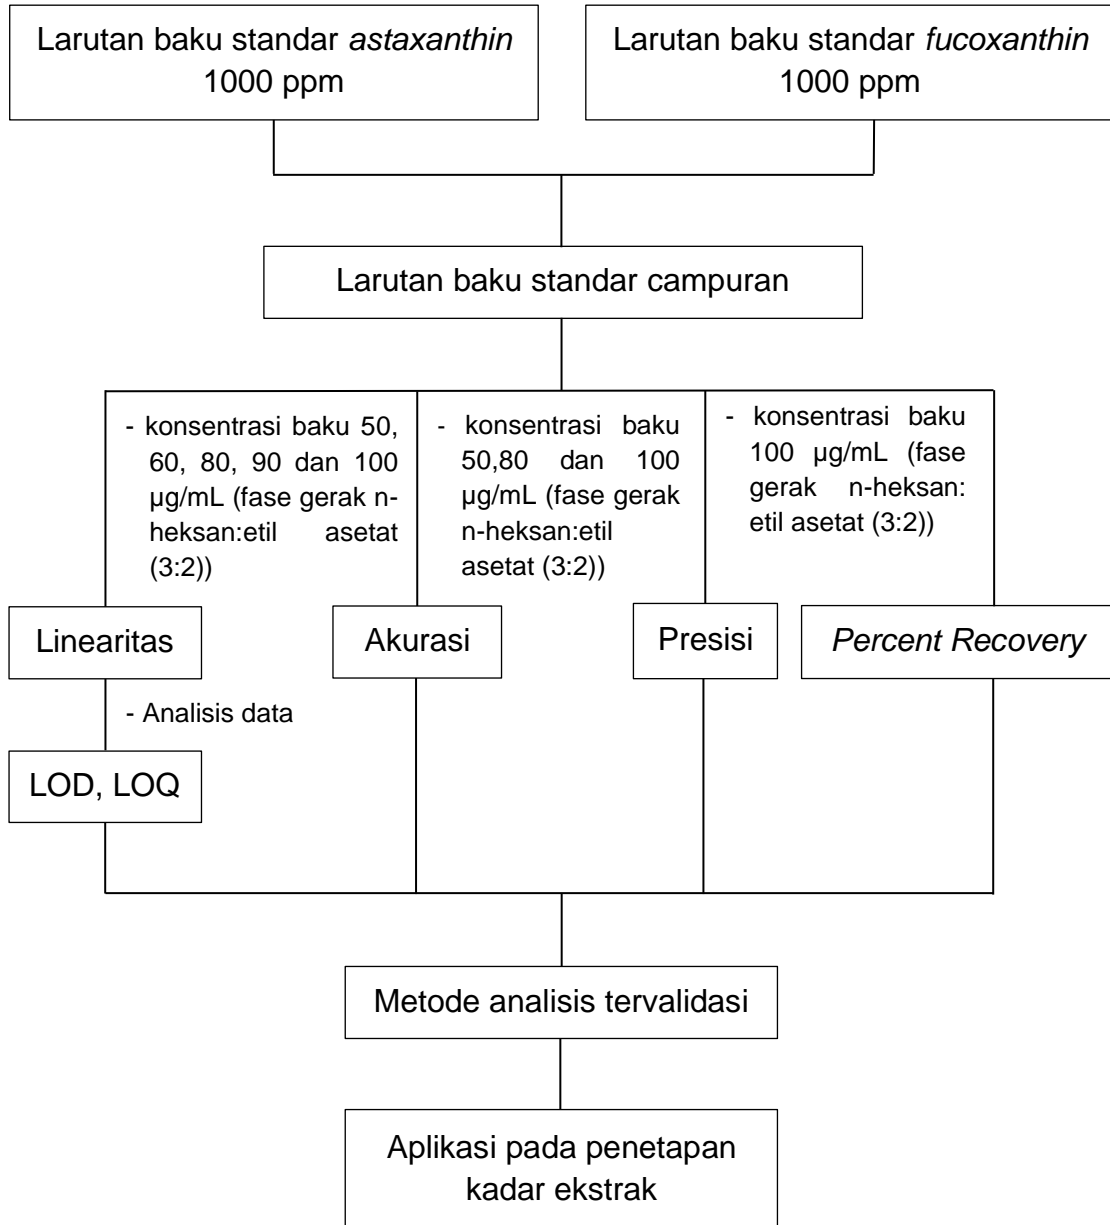 Larutan baku standar astaxanthin
1000 ppm
Larutan baku standar fucoxanthin
1000 ppm
Larutan baku standar campuran
- konsentrasi baku 50,
60, 80, 90 dan 100
µg/mL (fase gerak n-
heksan:etil asetat
(3:2))
- konsentrasi baku
50,80 dan 100
µg/mL (fase gerak
n-heksan:etil
asetat (3:2))
- konsentrasi baku
100 µg/mL (fase
gerak n-heksan:
etil asetat (3:2))
Linearitas
Akurasi
Presisi
Percent Recovery
- Analisis data
LOD, LOQ
Metode analisis tervalidasi
Aplikasi pada penetapan
kadar ekstrak